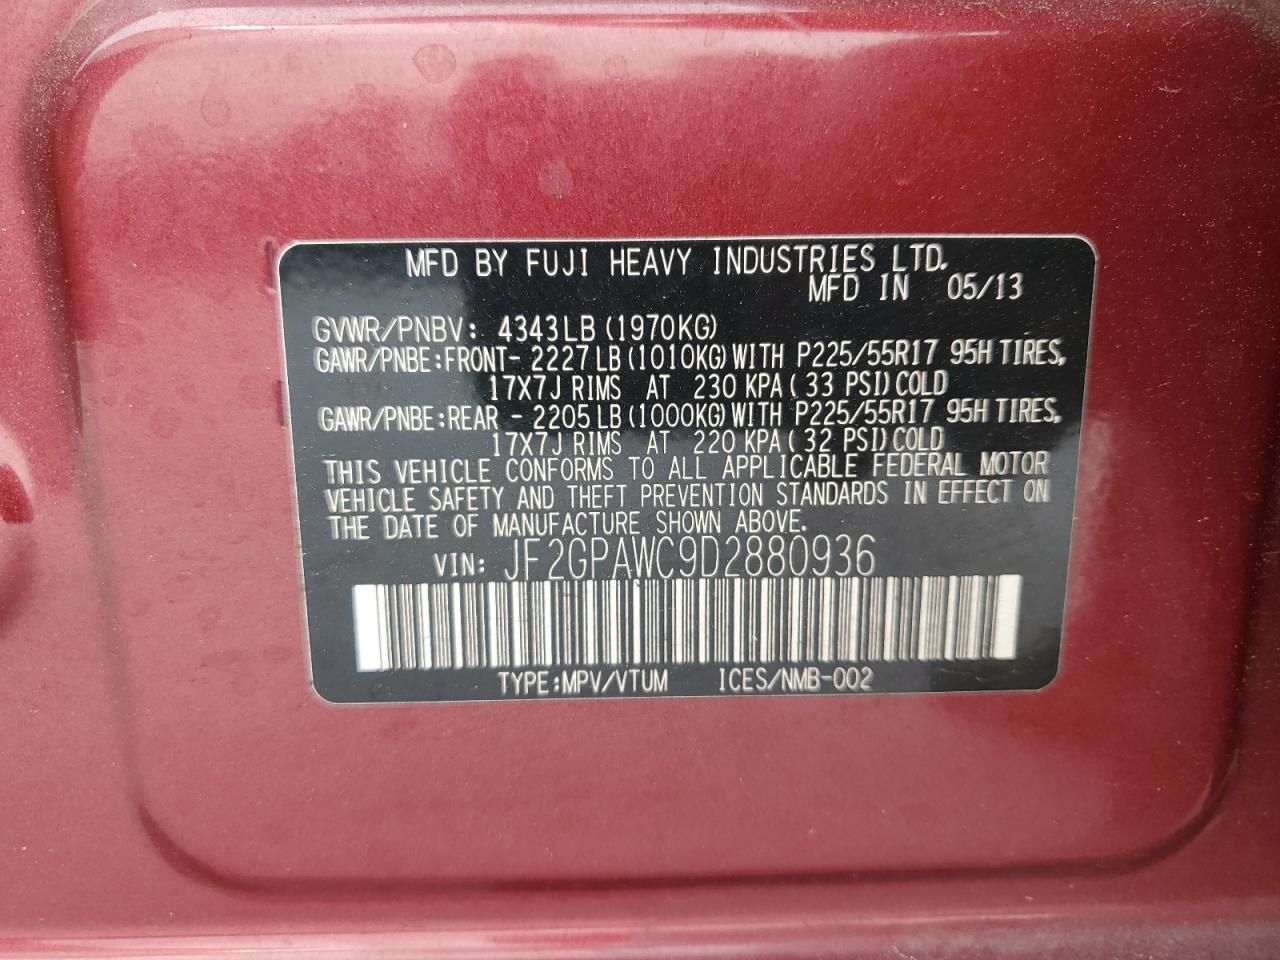 MFD BY FUJI HEAVY INDUSTRIES LTD.
MFD IN 05/13
GVWR/PNBV: 4343LB(1970KG)
GAWR/PNBE:FRONT- 2227LB(1010KG)WITH P225/55R17 95H TIRES,
17X7J RIMS AT 230 KPA( 33 PSI)COLD
GAWR/PNBE:REAR - 2205LB(1000KG)WITH P225/55R17 95H TIRES,
17X7J RIMS AT 220 KPA( 32 PSI)COLD
THIS VEHICLE CONFORMS TO ALL APPLICABLE FEDERAL MOTOR
VEHICLE SAFETY AND THEFT PREVENTION STANDARDS IN EFFECT ON
THE DATE OF MANUFACTURE SHOWN ABOVE.
VIN: JF2GPAWC9D2880936
TYPE:MPV/VTUM ICES/NMB-002